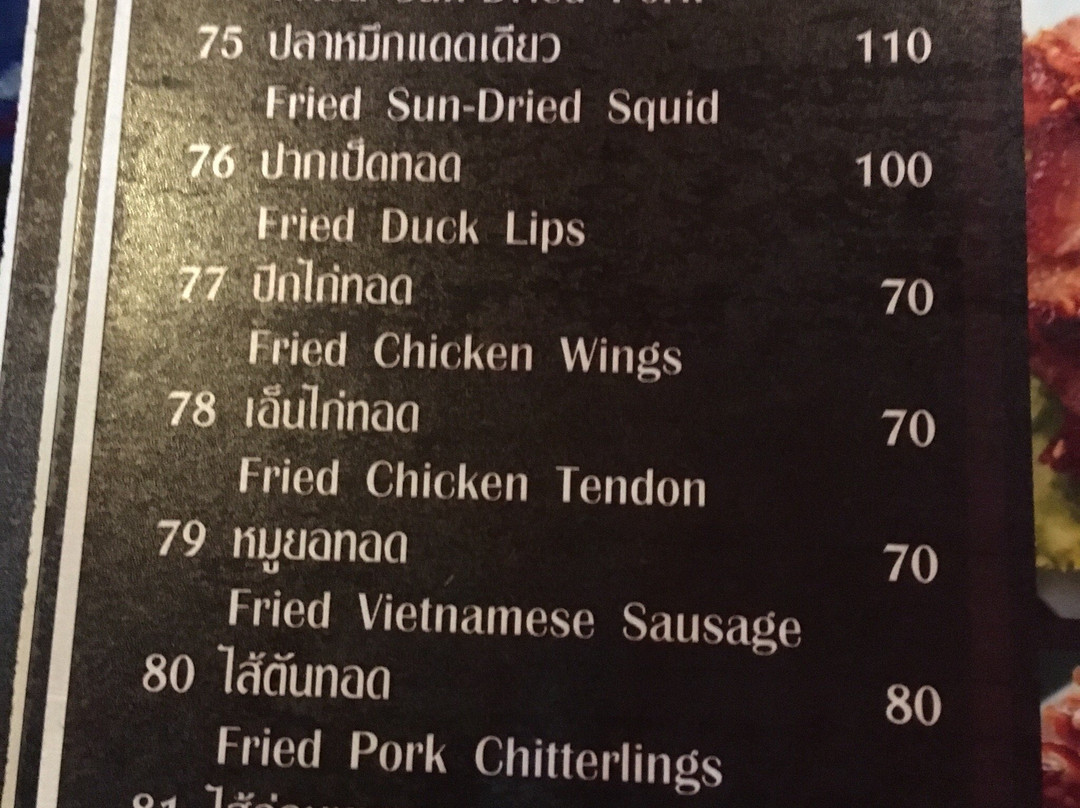 75 ปลาหมึกแดดเดียว 110
Fried Sun-Dried Squid
76 ปากเป็ดทอด 100
Fried Duck Lips
77 ปีกไก่ทอด 70
Fried Chicken Wings
78 เอ็นไก่ทอด 70
Fried Chicken Tendon
79 หมูยอทอด 70
Fried Vietnamese Sausage
80 ไส้ตันทอด 80
Fried Pork Chitterlings
81